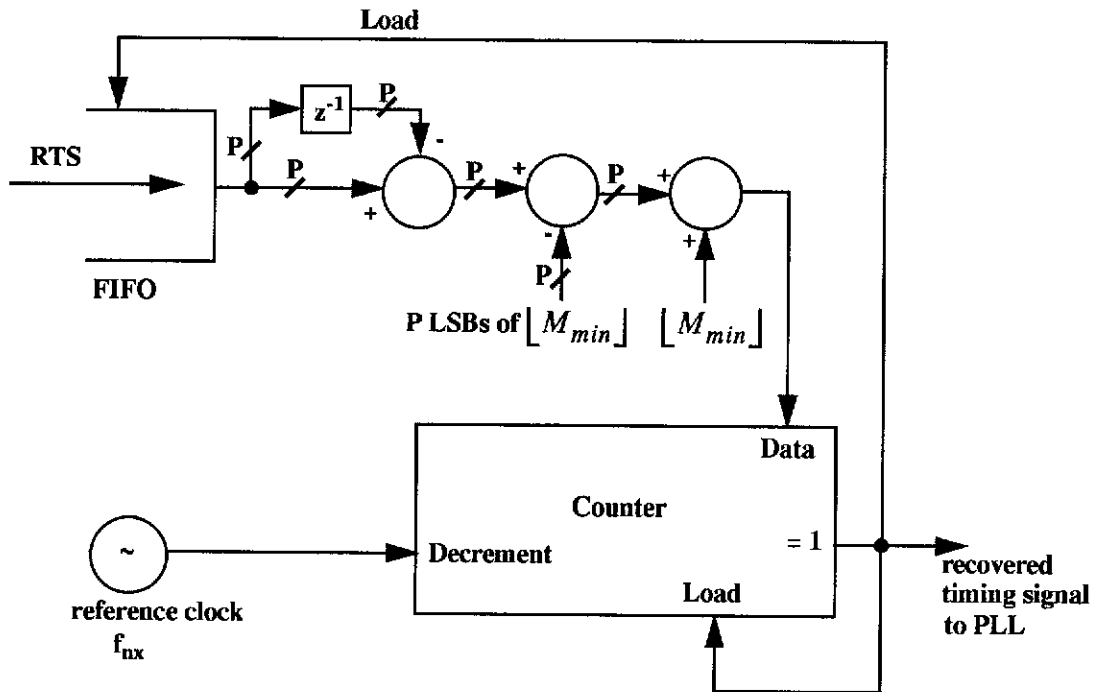 Load
z⁻¹
P
-
P
P
RTS
+
P
+
-
P
+
+
P
FIFO
P LSBs of ⌊M_min⌋
⌊M_min⌋
Data
Counter
~
Decrement
= 1
reference clock
f_nx
Load
recovered
timing signal
to PLL